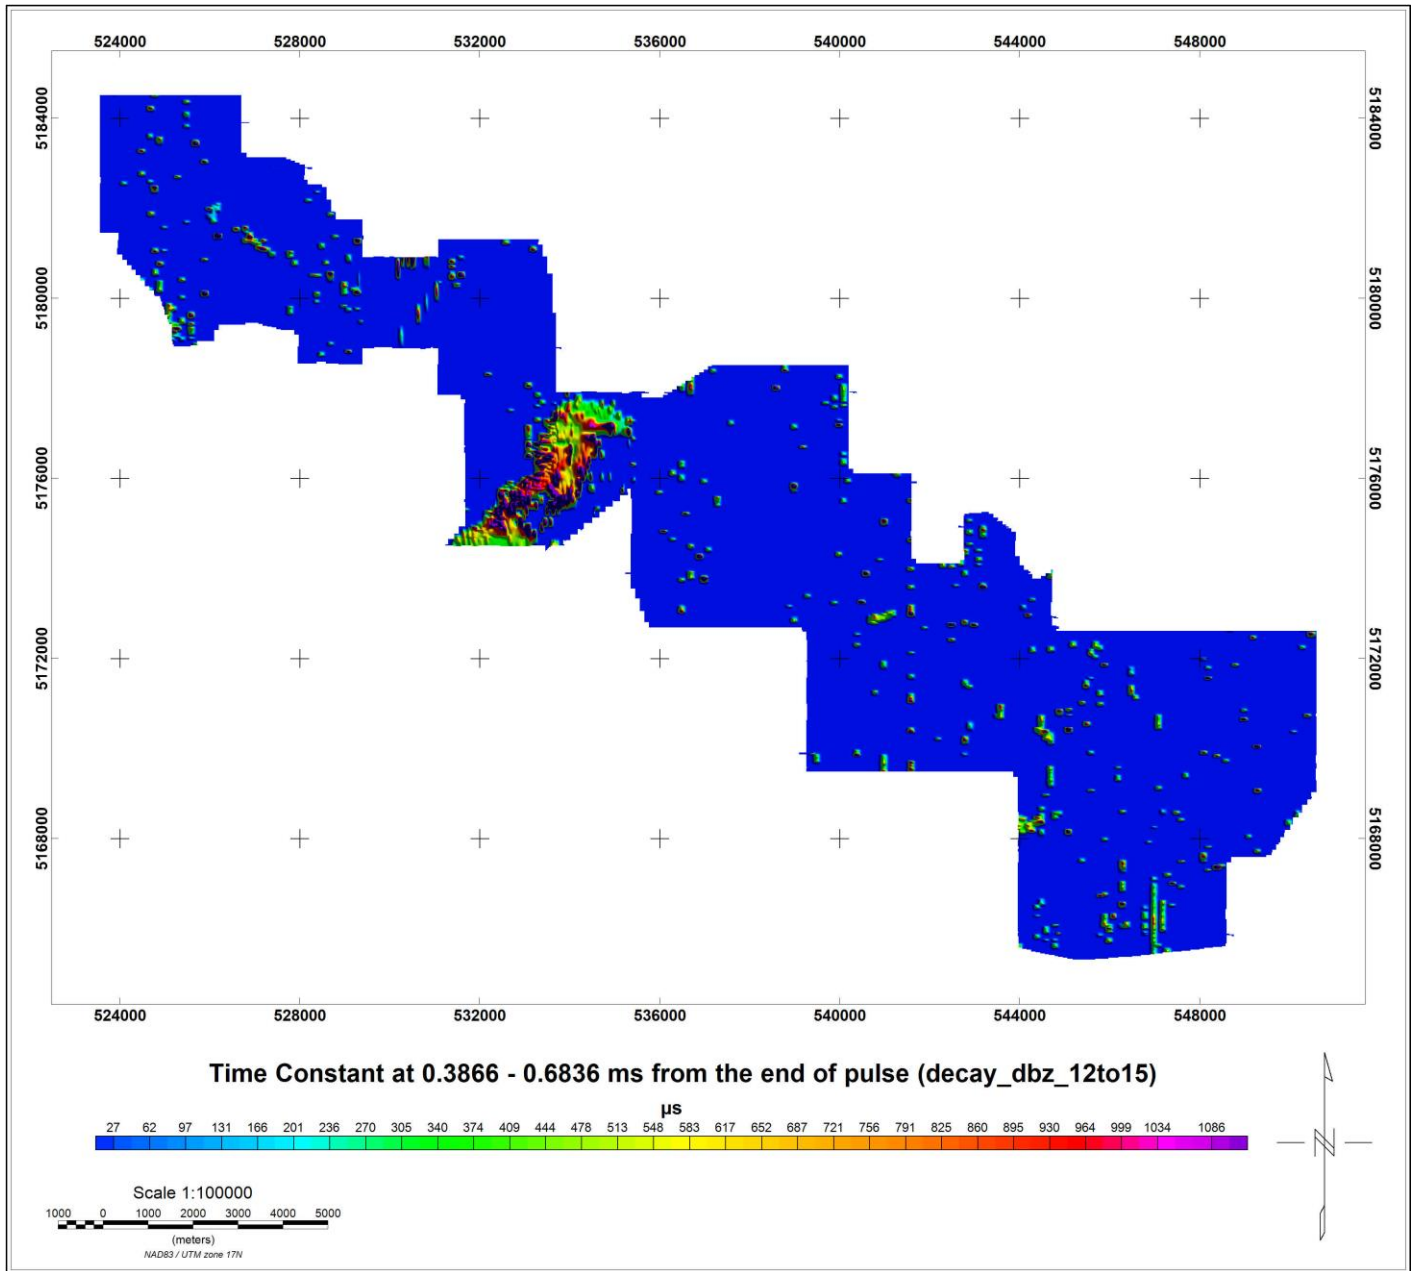 524000 528000 532000 536000 540000 544000 548000
5184000 5184000
5180000 5180000
5176000 5176000
5172000 5172000
5168000 5168000
524000 528000 532000 536000 540000 544000 548000
Time Constant at 0.3866 - 0.6836 ms from the end of pulse (decay_dbz_12to15)
µs
27 62 97 131 166 201 236 270 305 340 374 409 444 478 513 548 583 617 652 687 721 756 791 825 860 895 930 964 999 1034 1086
N
Scale 1:100000
1000 0 1000 2000 3000 4000 5000
(meters)
NAD83 / UTM zone 17N